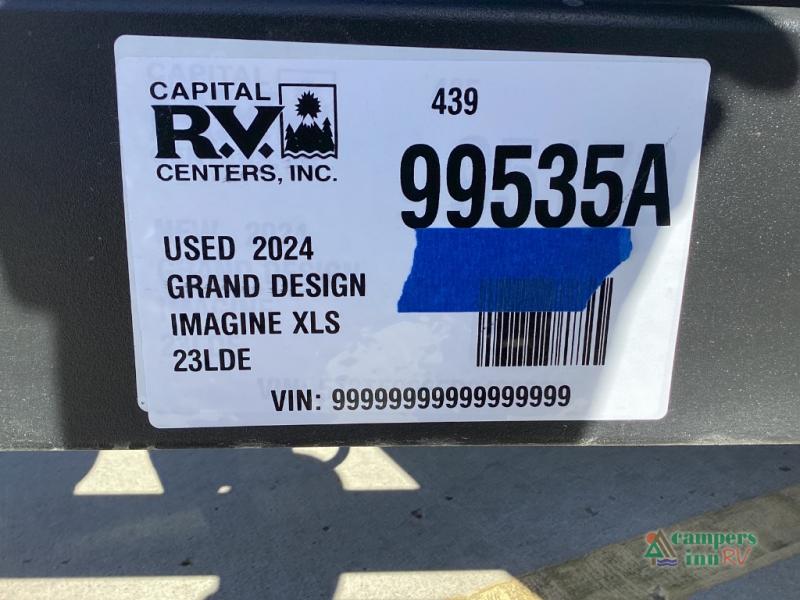 CAPITAL
R.V.
CENTERS, INC.
439
99535A
USED 2024
GRAND DESIGN
IMAGINE XLS
23LDE
VIN: 99999999999999999
campers
inn RV